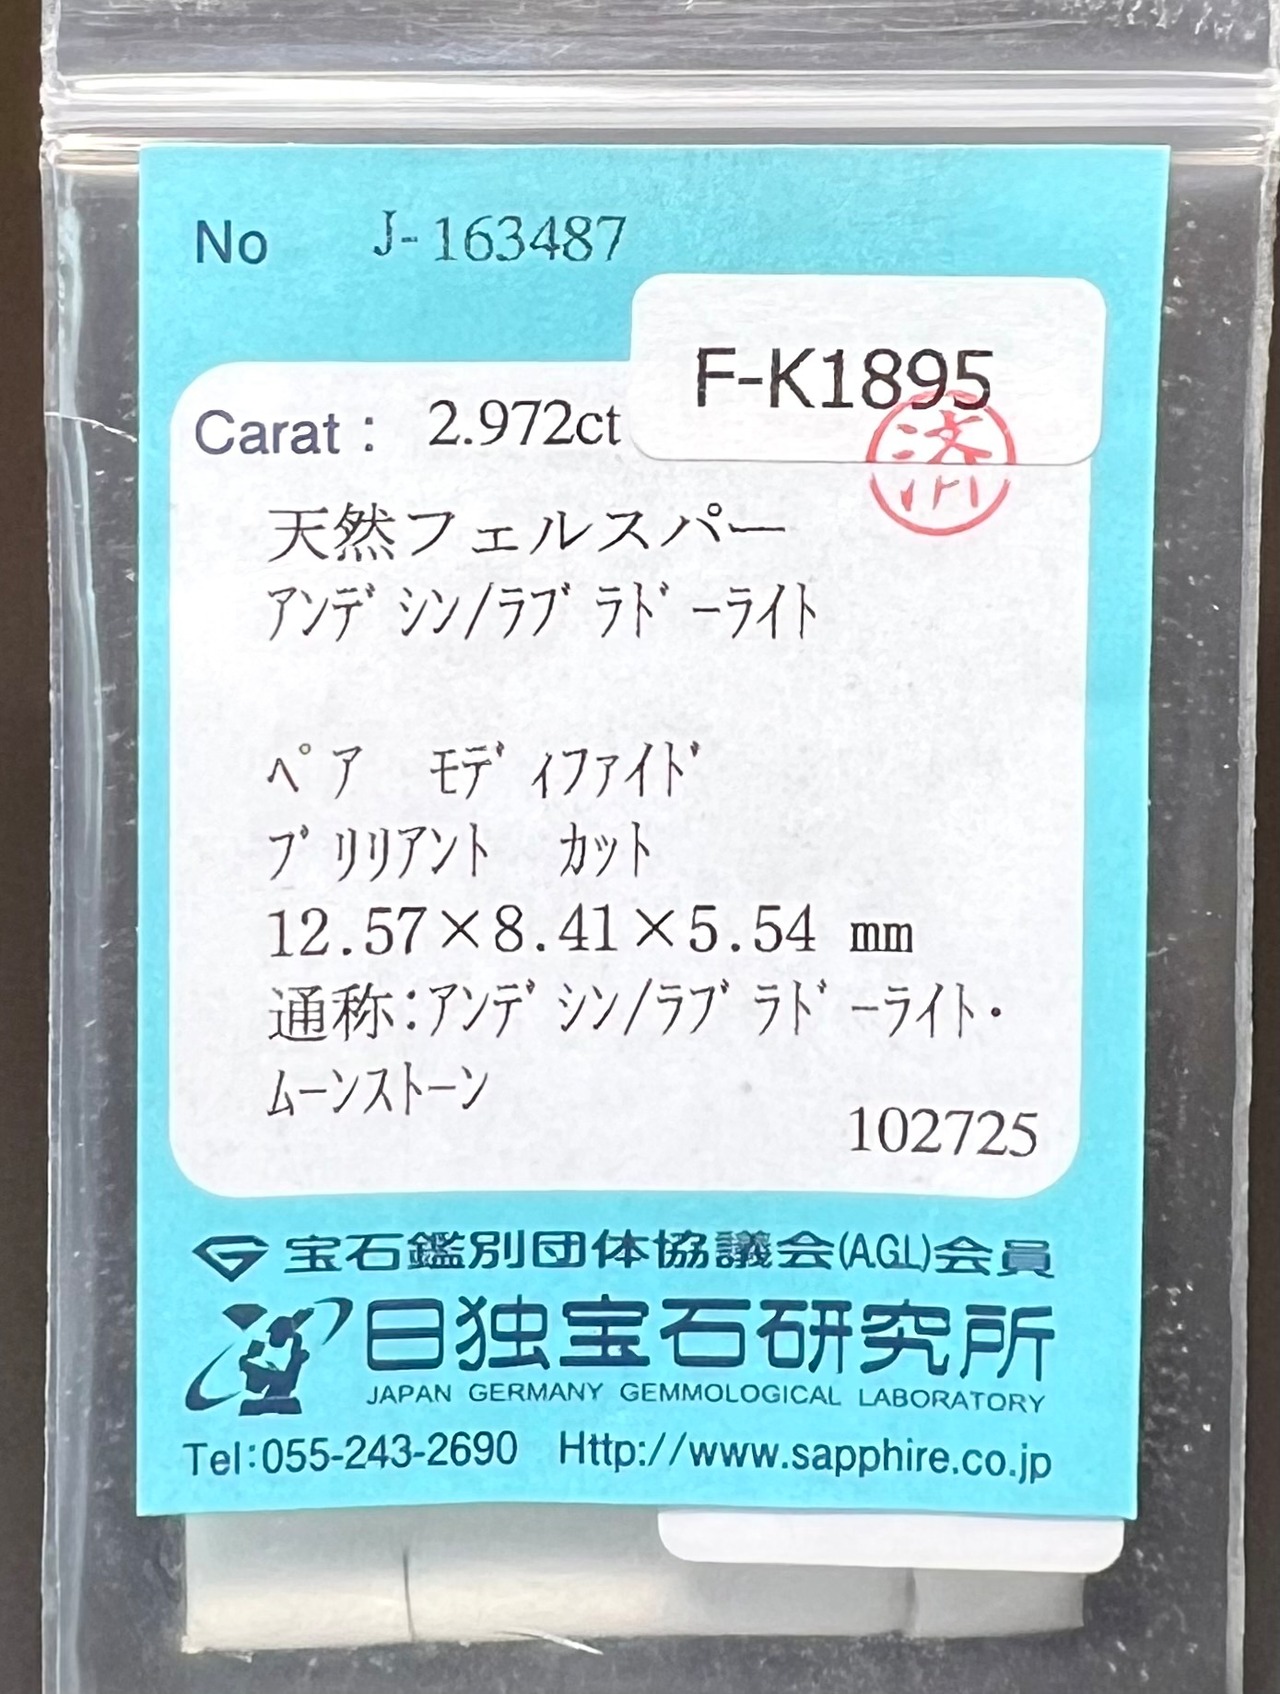 No J-163487
F-K1895
済
Carat : 2.972ct
天然フェルスパー
ｱﾝﾃﾞｼﾝ/ﾗﾌﾞﾗﾄﾞｰﾗｲﾄ
ﾍﾟｱ ﾓﾃﾞｨﾌｧｲﾄﾞ
ﾌﾞﾘﾘｱﾝﾄ ｶｯﾄ
12.57×8.41×5.54 mm
通称:ｱﾝﾃﾞｼﾝ/ﾗﾌﾞﾗﾄﾞｰﾗｲﾄ･
ﾑｰﾝｽﾄｰﾝ
102725
宝石鑑別団体協議会(AGL)会員
日独宝石研究所
JAPAN GERMANY GEMMOLOGICAL LABORATORY
Tel:055-243-2690 Http://www.sapphire.co.jp